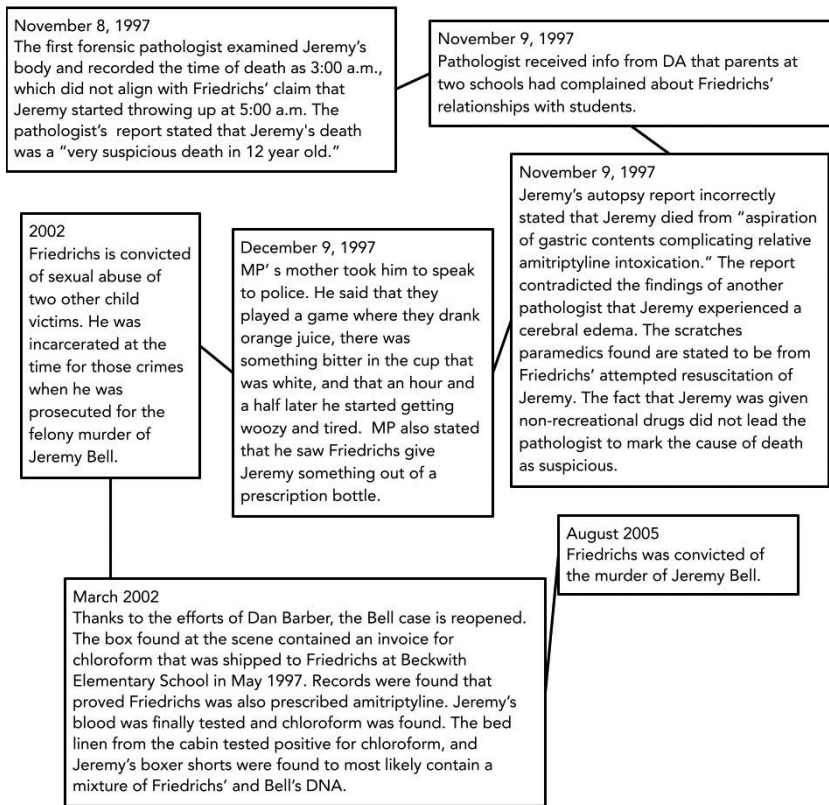 November 8, 1997
The first forensic pathologist examined Jeremy’s
body and recorded the time of death as 3:00 a.m.,
which did not align with Friedrichs’ claim that
Jeremy started throwing up at 5:00 a.m. The
pathologist’s  report stated that Jeremy's death
was a “very suspicious death in 12 year old.”
November 9, 1997
Pathologist received info from DA that parents at
two schools had complained about Friedrichs’
relationships with students.
November 9, 1997
Jeremy’s autopsy report incorrectly
stated that Jeremy died from “aspiration
of gastric contents complicating relative
amitriptyline intoxication.” The report
contradicted the findings of another
pathologist that Jeremy experienced a
cerebral edema. The scratches
paramedics found are stated to be from
Friedrichs’ attempted resuscitation of
Jeremy. The fact that Jeremy was given
non-recreational drugs did not lead the
pathologist to mark the cause of death
as suspicious.
December 9, 1997
MP’ s mother took him to speak
to police. He said that they
played a game where they drank
orange juice, there was
something bitter in the cup that
was white, and that an hour and
a half later he started getting
woozy and tired.  MP also stated
that he saw Friedrichs give
Jeremy something out of a
prescription bottle.
2002
Friedrichs is convicted
of sexual abuse of
two other child
victims. He was
incarcerated at the
time for those crimes
when he was
prosecuted for the
felony murder of
Jeremy Bell.
March 2002
Thanks to the efforts of Dan Barber, the Bell case is reopened.
The box found at the scene contained an invoice for
chloroform that was shipped to Friedrichs at Beckwith
Elementary School in May 1997. Records were found that
proved Friedrichs was also prescribed amitriptyline. Jeremy’s
blood was finally tested and chloroform was found. The bed
linen from the cabin tested positive for chloroform, and
Jeremy’s boxer shorts were found to most likely contain a
mixture of Friedrichs’ and Bell’s DNA.
August 2005
Friedrichs was convicted of
the murder of Jeremy Bell.